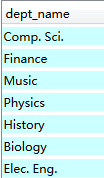 dept_name
Comp. Sci.
Finance
Music
Physics
History
Biology
Elec. Eng.